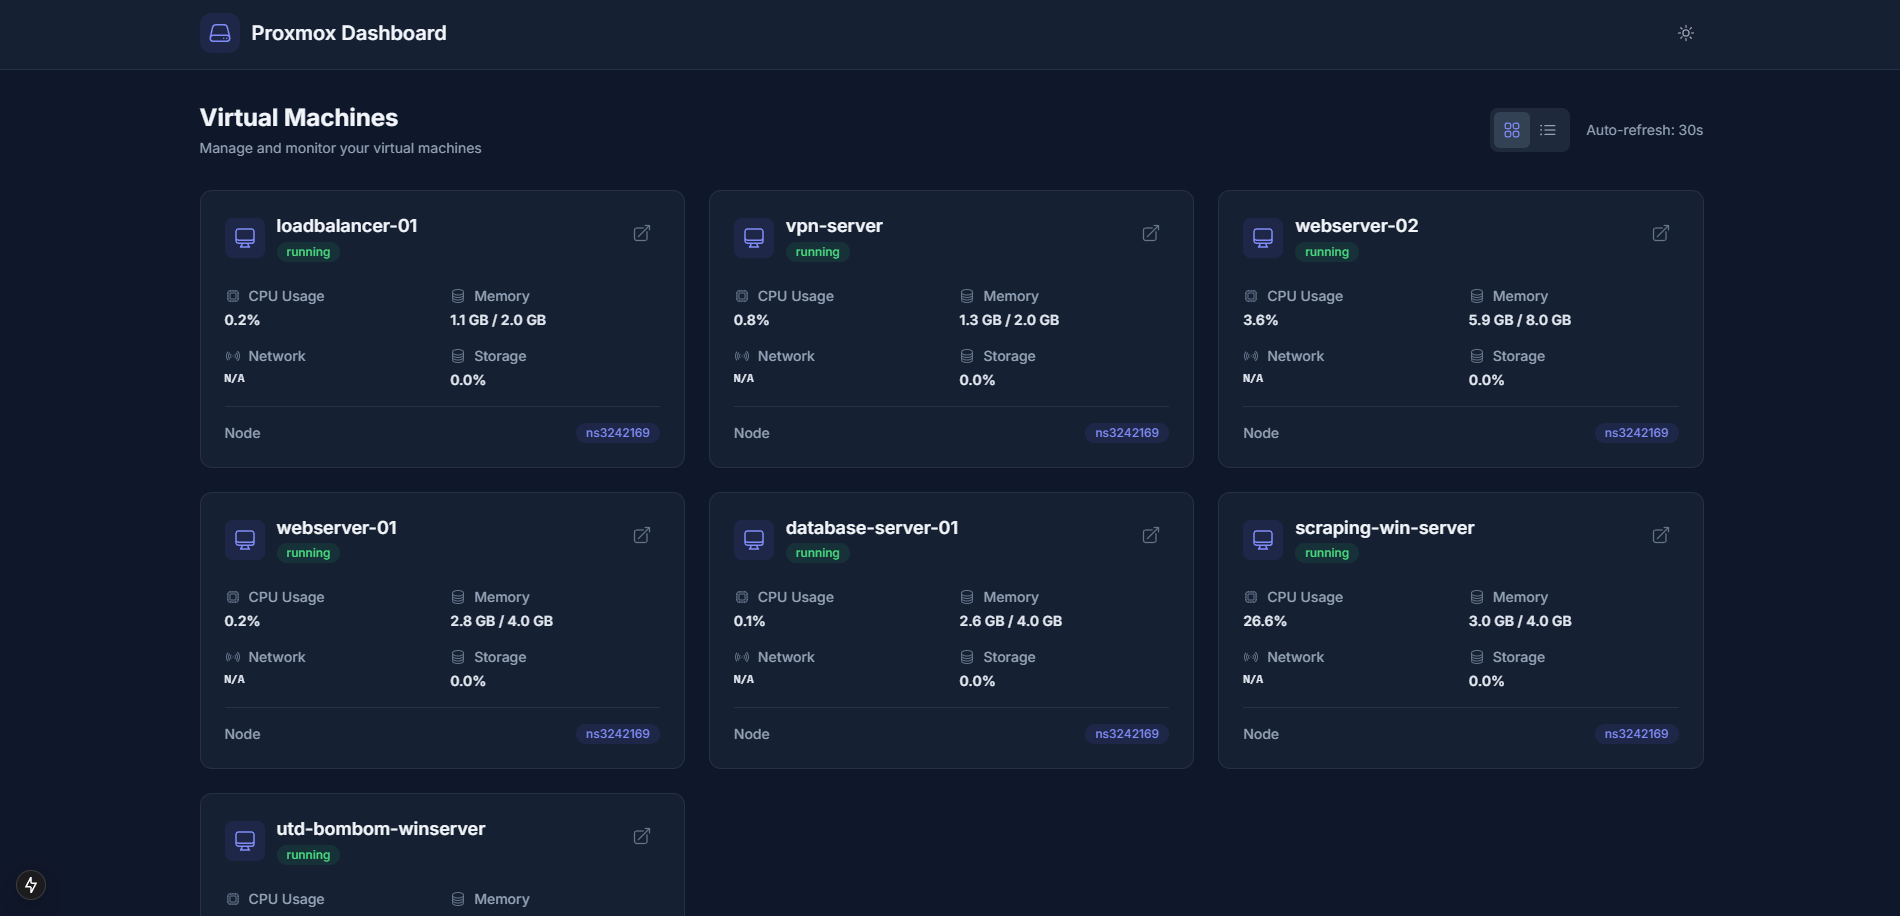 Proxmox Dashboard
Virtual Machines
Manage and monitor your virtual machines
Auto-refresh: 30s
loadbalancer-01
running
CPU Usage
0.2%
Memory
1.1 GB / 2.0 GB
Network
N/A
Storage
0.0%
Node
ns3242169
vpn-server
running
CPU Usage
0.8%
Memory
1.3 GB / 2.0 GB
Network
N/A
Storage
0.0%
Node
ns3242169
webserver-02
running
CPU Usage
3.6%
Memory
5.9 GB / 8.0 GB
Network
N/A
Storage
0.0%
Node
ns3242169
webserver-01
running
CPU Usage
0.2%
Memory
2.8 GB / 4.0 GB
Network
N/A
Storage
0.0%
Node
ns3242169
database-server-01
running
CPU Usage
0.1%
Memory
2.6 GB / 4.0 GB
Network
N/A
Storage
0.0%
Node
ns3242169
scraping-win-server
running
CPU Usage
26.6%
Memory
3.0 GB / 4.0 GB
Network
N/A
Storage
0.0%
Node
ns3242169
utd-bombom-winserver
running
CPU Usage
Memory